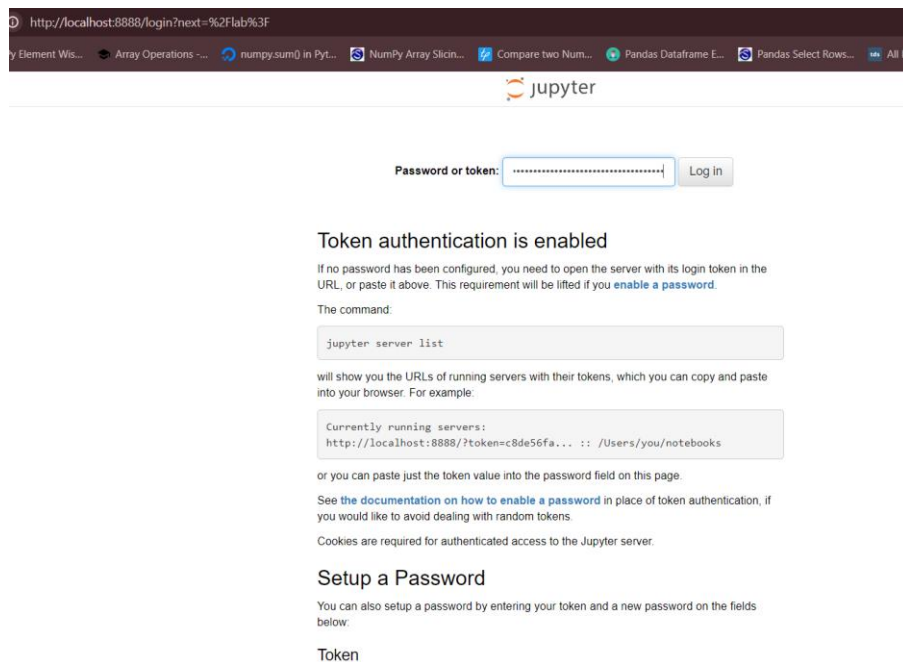 http://localhost:8888/login?next=%2Flab%3F
y Element Wis... Array Operations -... numpy.sum() in Pyt... NumPy Array Slicin... Compare two Num... Pandas Dataframe E... Pandas Select Rows... All
jupyter
Password or token: Log in
Token authentication is enabled
If no password has been configured, you need to open the server with its login token in the
URL, or paste it above. This requirement will be lifted if you enable a password.
The command:
jupyter server list
will show you the URLs of running servers with their tokens, which you can copy and paste
into your browser. For example:
Currently running servers:
http://localhost:8888/?token=c8de56fa... :: /Users/you/notebooks
or you can paste just the token value into the password field on this page.
See the documentation on how to enable a password in place of token authentication, if
you would like to avoid dealing with random tokens.
Cookies are required for authenticated access to the Jupyter server.
Setup a Password
You can also setup a password by entering your token and a new password on the fields
below:
Token